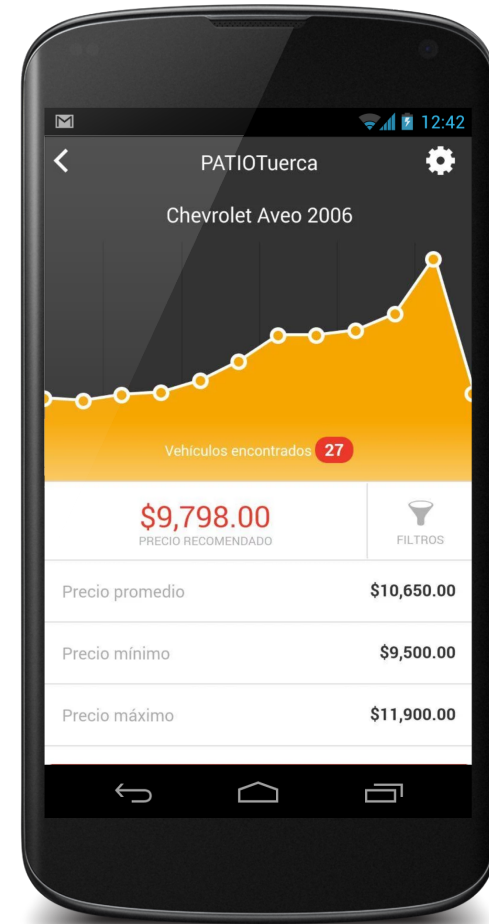 12:42
PATIOTuerca
Chevrolet Aveo 2006
Vehículos encontrados 27
$9,798.00
PRECIO RECOMENDADO
FILTROS
Precio promedio $10,650.00
Precio mínimo $9,500.00
Precio máximo $11,900.00